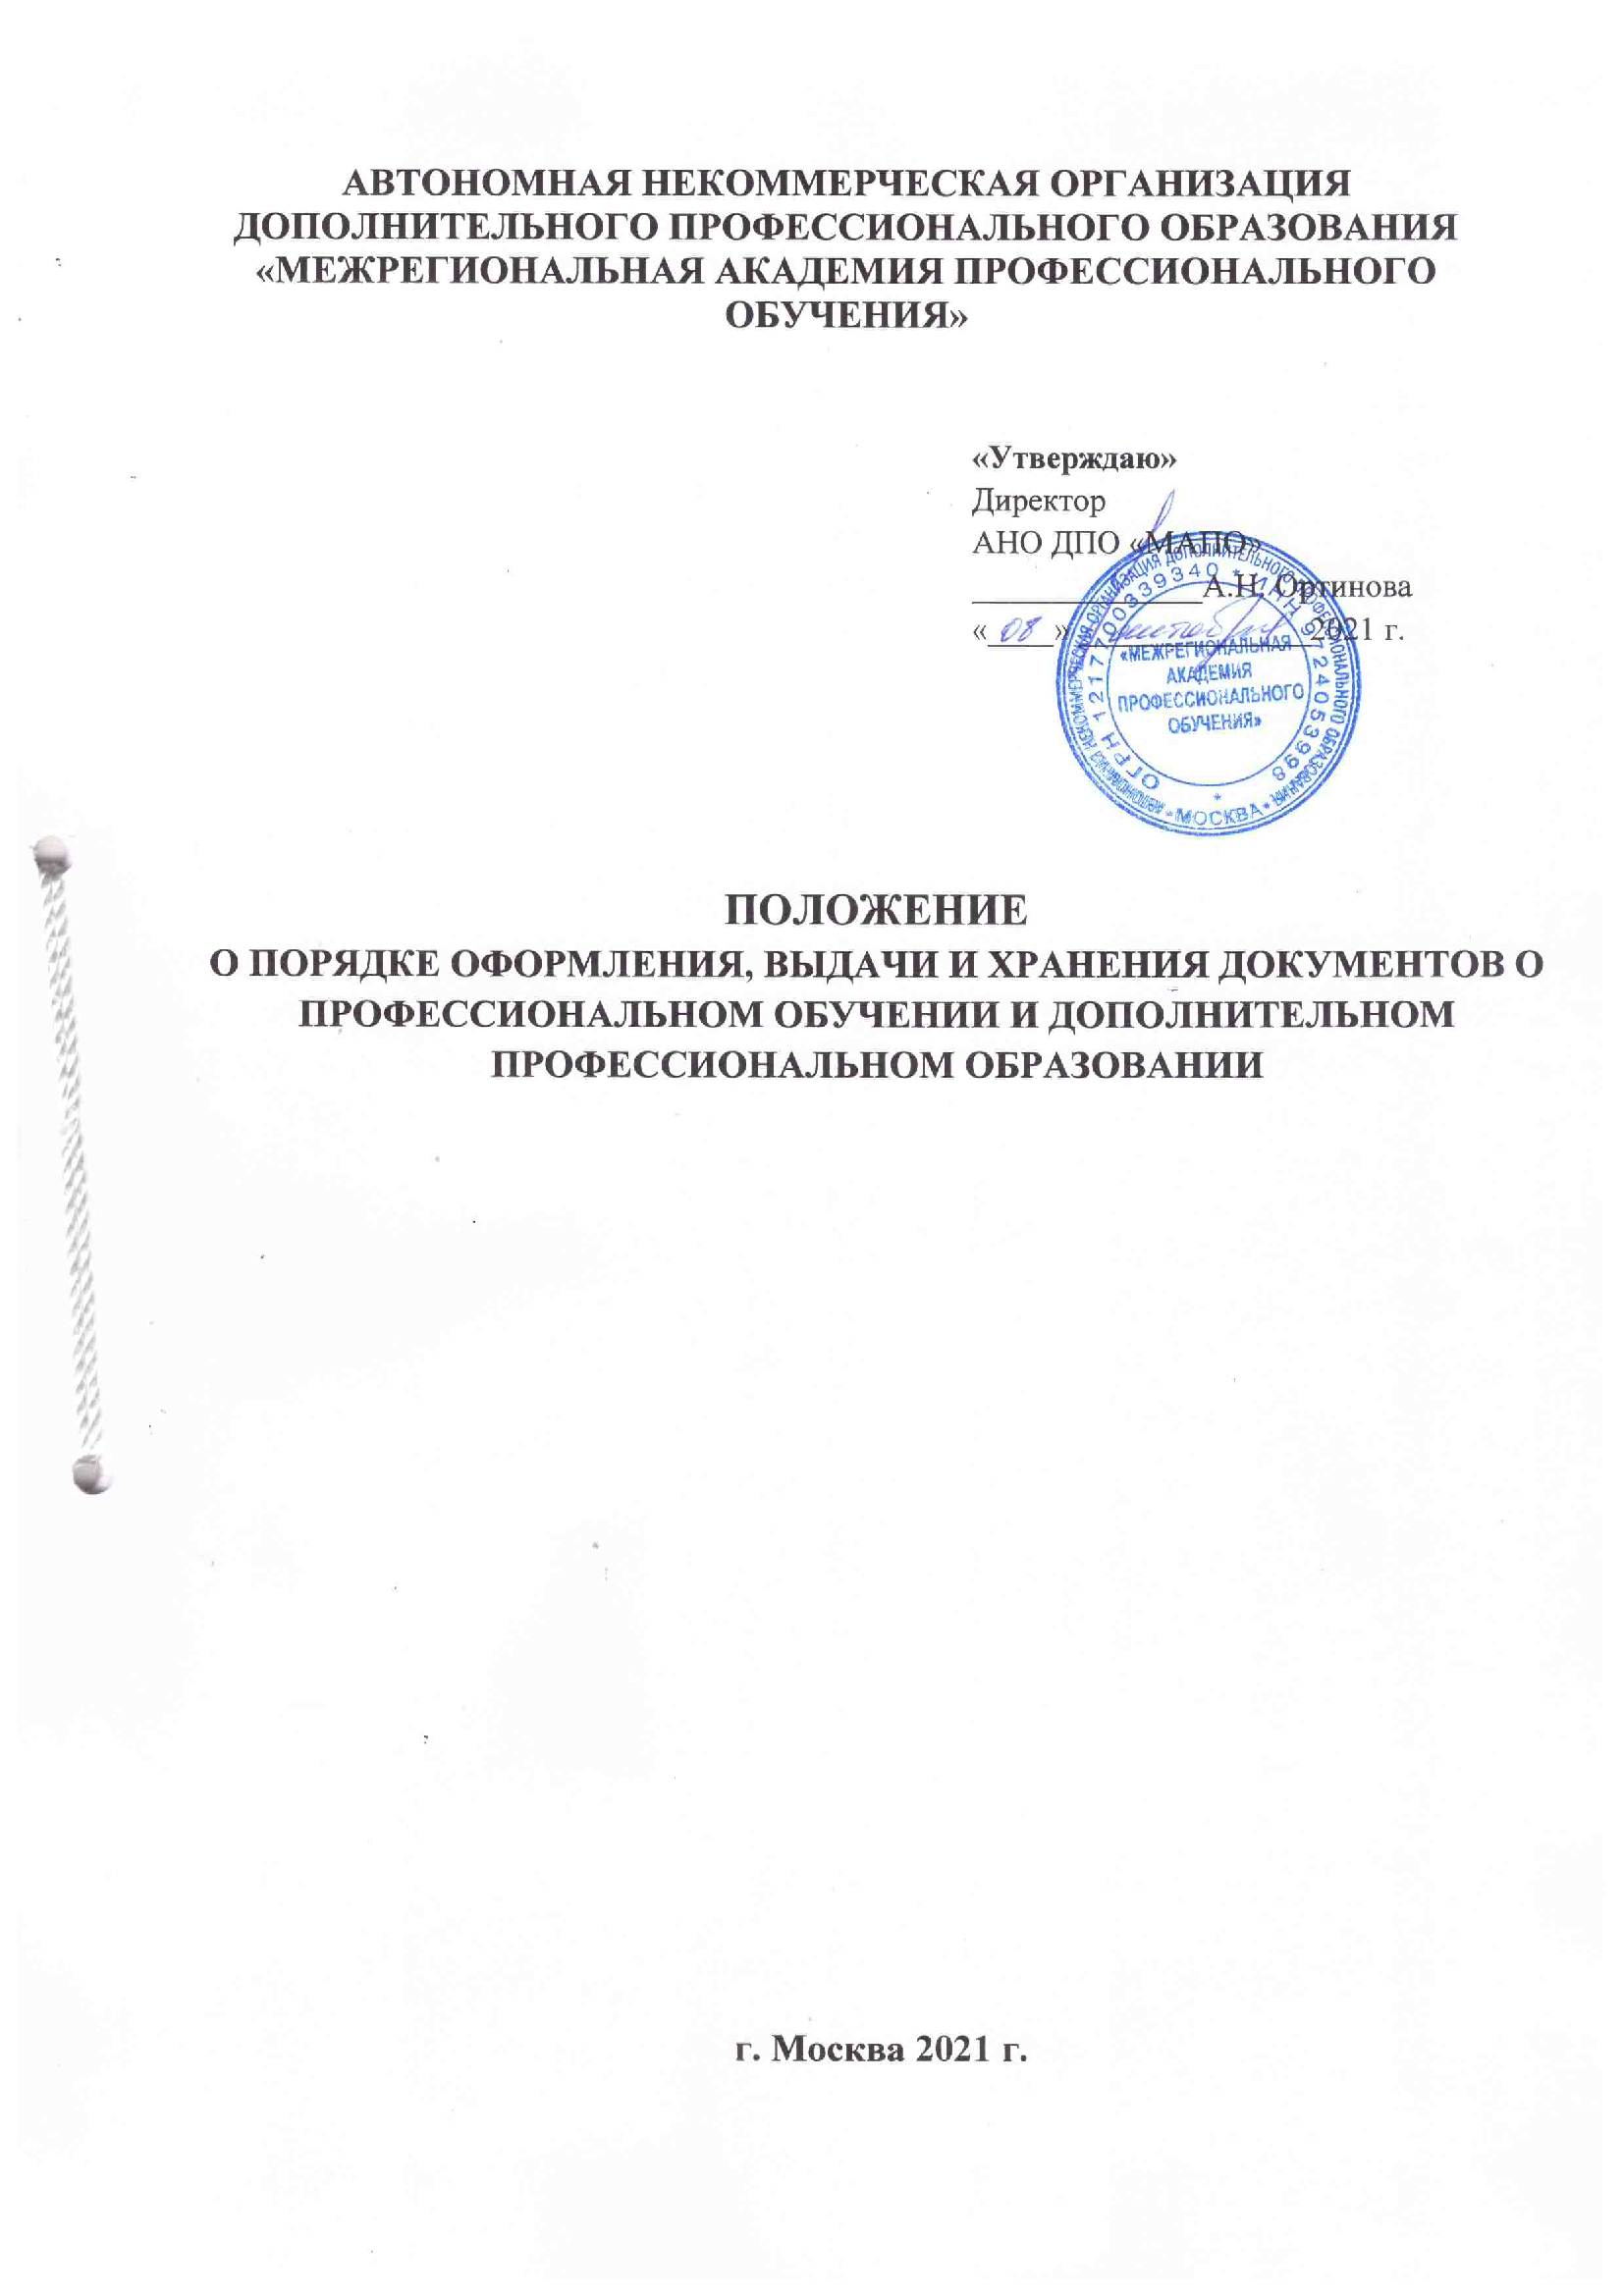 АВТОНОМНАЯ НЕКОММЕРЧЕСКАЯ ОРГАНИЗАЦИЯ
ДОПОЛНИТЕЛЬНОГО ПРОФЕССИОНАЛЬНОГО ОБРАЗОВАНИЯ
«МЕЖРЕГИОНАЛЬНАЯ АКАДЕМИЯ ПРОФЕССИОНАЛЬНОГО
ОБУЧЕНИЯ»
«Утверждаю»
Директор
АНО ДПО «МАПО»
А.Н. Ортинова
«08» 2021 г.
АВТОНОМНАЯ НЕКОММЕРЧЕСКАЯ ОРГАНИЗАЦИЯ ДОПОЛНИТЕЛЬНОГО ПРОФЕССИОНАЛЬНОГО ОБРАЗОВАНИЯ
* МОСКВА *
ОГРН 1217700339340 * ИНН 9724053998
*
«МЕЖРЕГИОНАЛЬНАЯ
АКАДЕМИЯ
ПРОФЕССИОНАЛЬНОГО
ОБУЧЕНИЯ»
ПОЛОЖЕНИЕ
О ПОРЯДКЕ ОФОРМЛЕНИЯ, ВЫДАЧИ И ХРАНЕНИЯ ДОКУМЕНТОВ О
ПРОФЕССИОНАЛЬНОМ ОБУЧЕНИИ И ДОПОЛНИТЕЛЬНОМ
ПРОФЕССИОНАЛЬНОМ ОБРАЗОВАНИИ
г. Москва 2021 г.